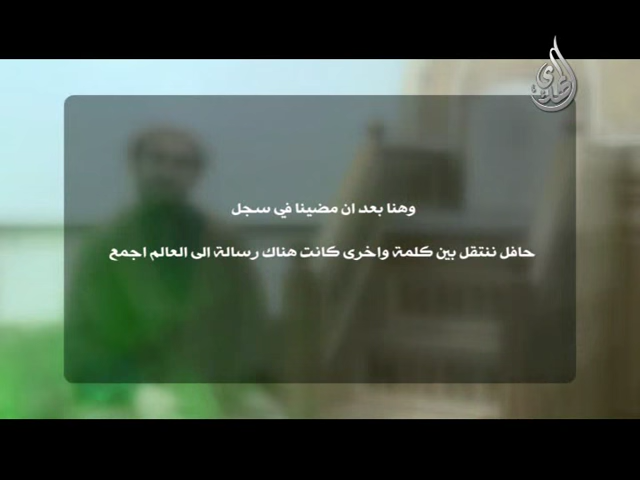 وهنا بعد ان مضينا في سجل
حافل ننتقل بين كلمة واخرى كانت هناك رسالة الى العالم اجمع